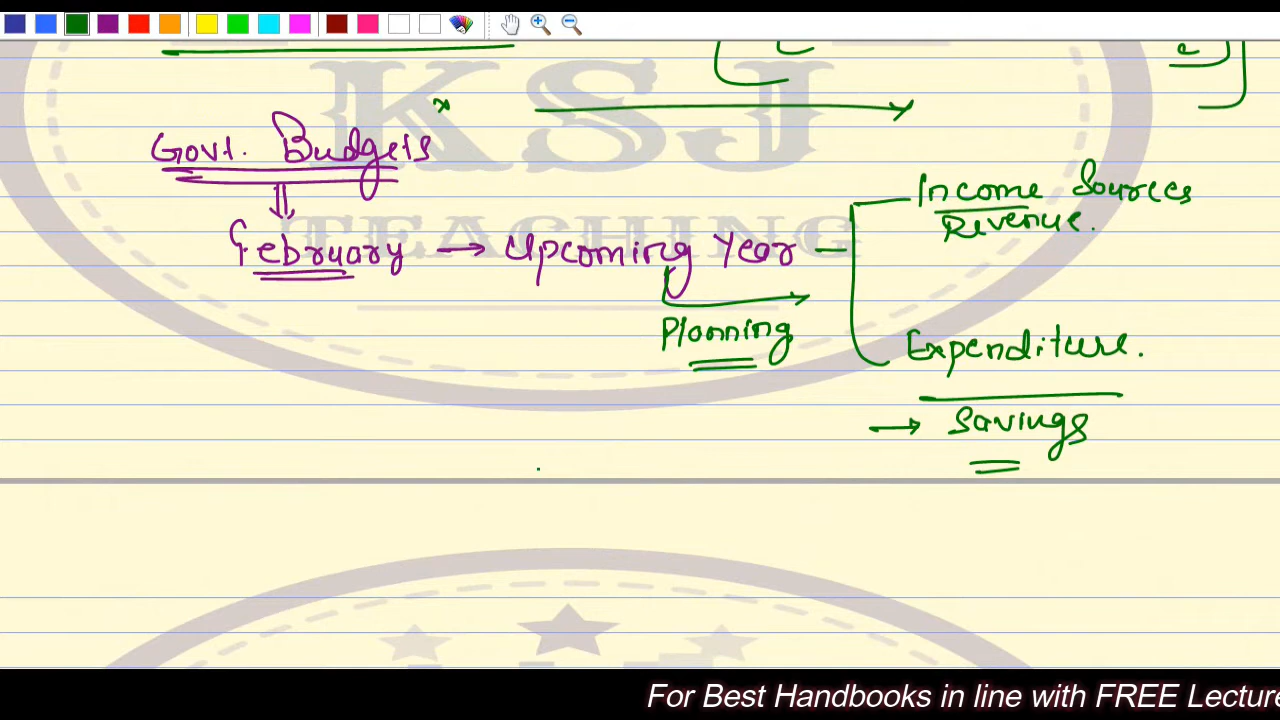 KSJ
TEACHING
Govt. Budgets
February → Upcoming Year
Planning
Income Sources
Revenue.
Expenditure.
→ Savings
For Best Handbooks in line with FREE Lecture